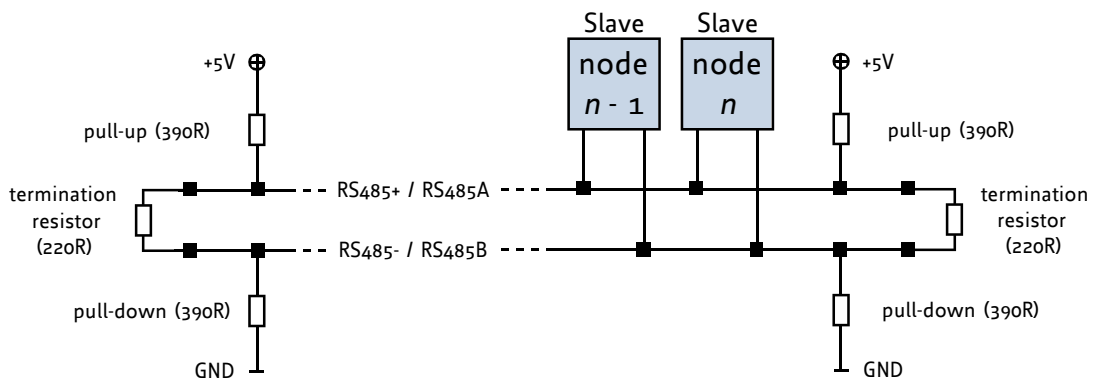 Slave
Slave
node
n - 1
node
n
+5V
+5V
pull-up (390R)
pull-up (390R)
termination
resistor
(220R)
RS485+ / RS485A
RS485- / RS485B
termination
resistor
(220R)
pull-down (390R)
pull-down (390R)
GND
GND